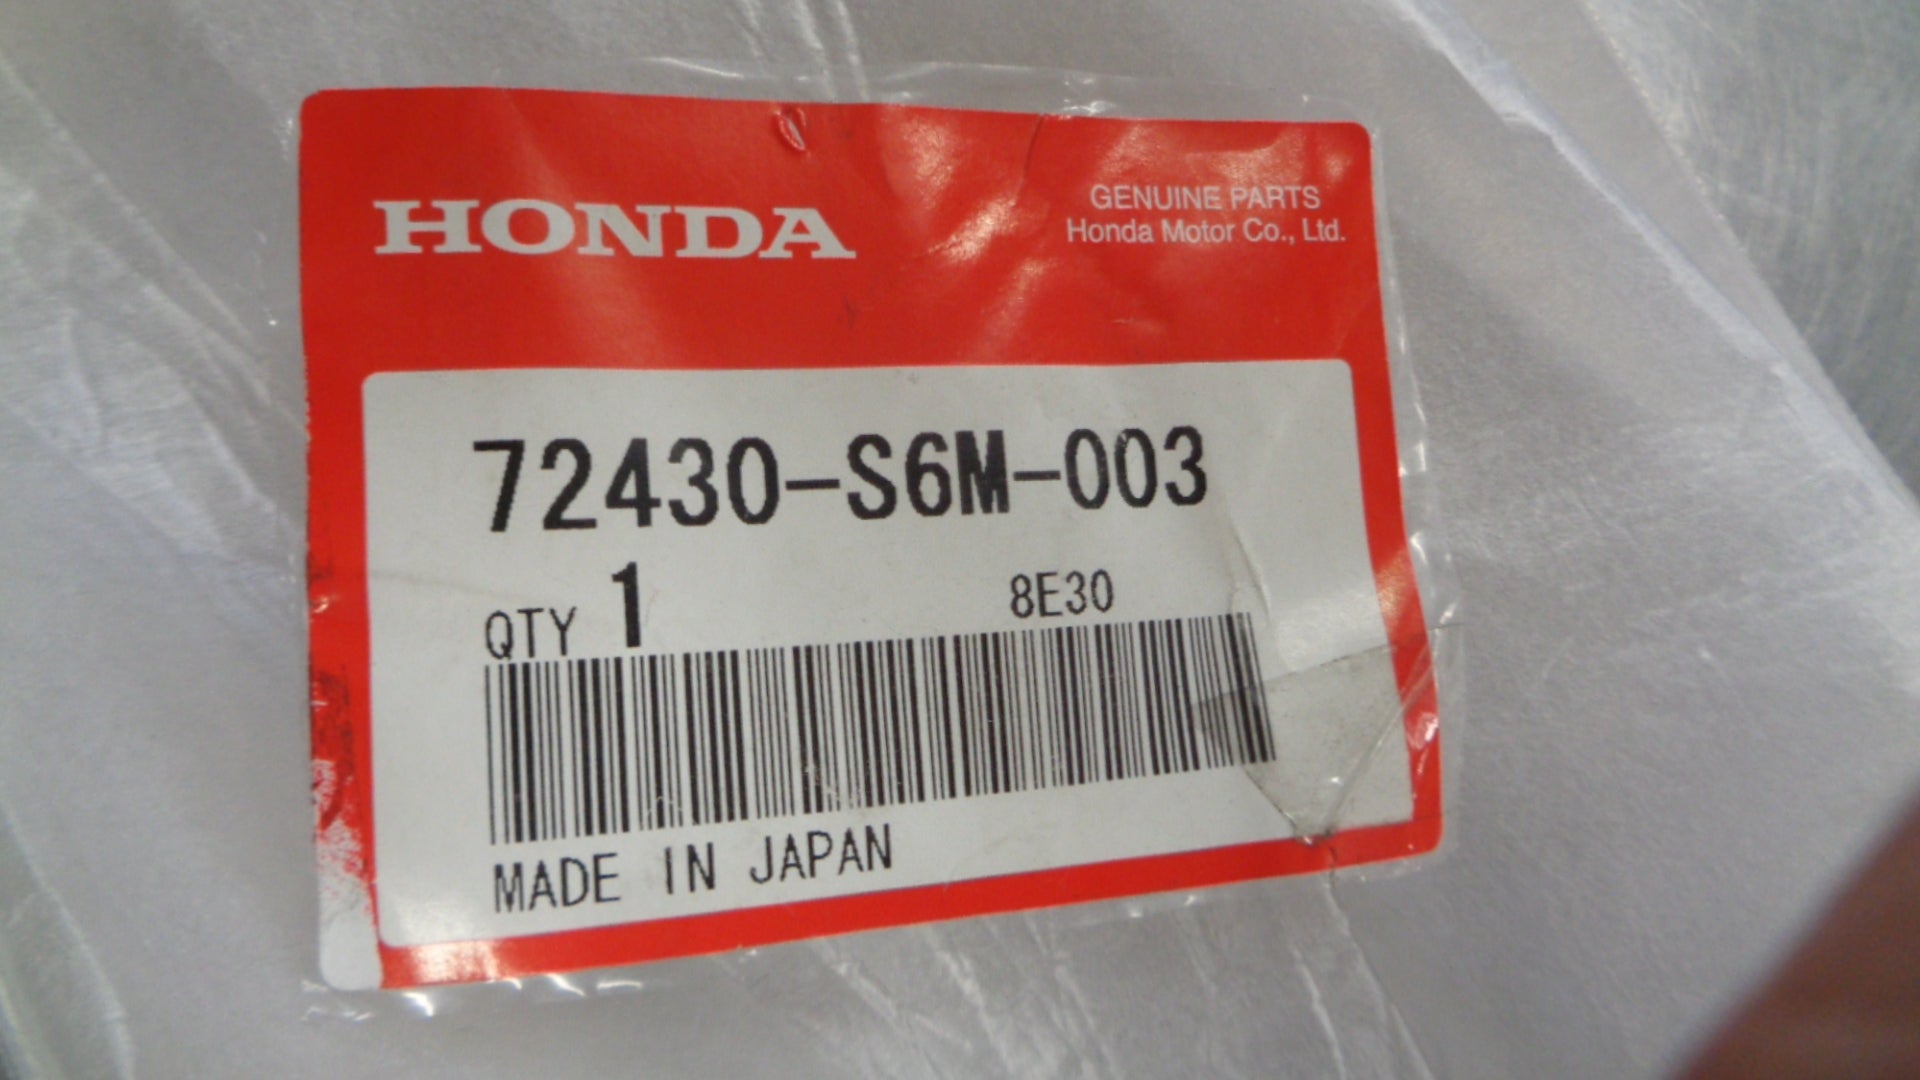 HONDA
GENUINE PARTS
Honda Motor Co., Ltd.
72430-S6M-003
QTY 1 8E30
MADE IN JAPAN